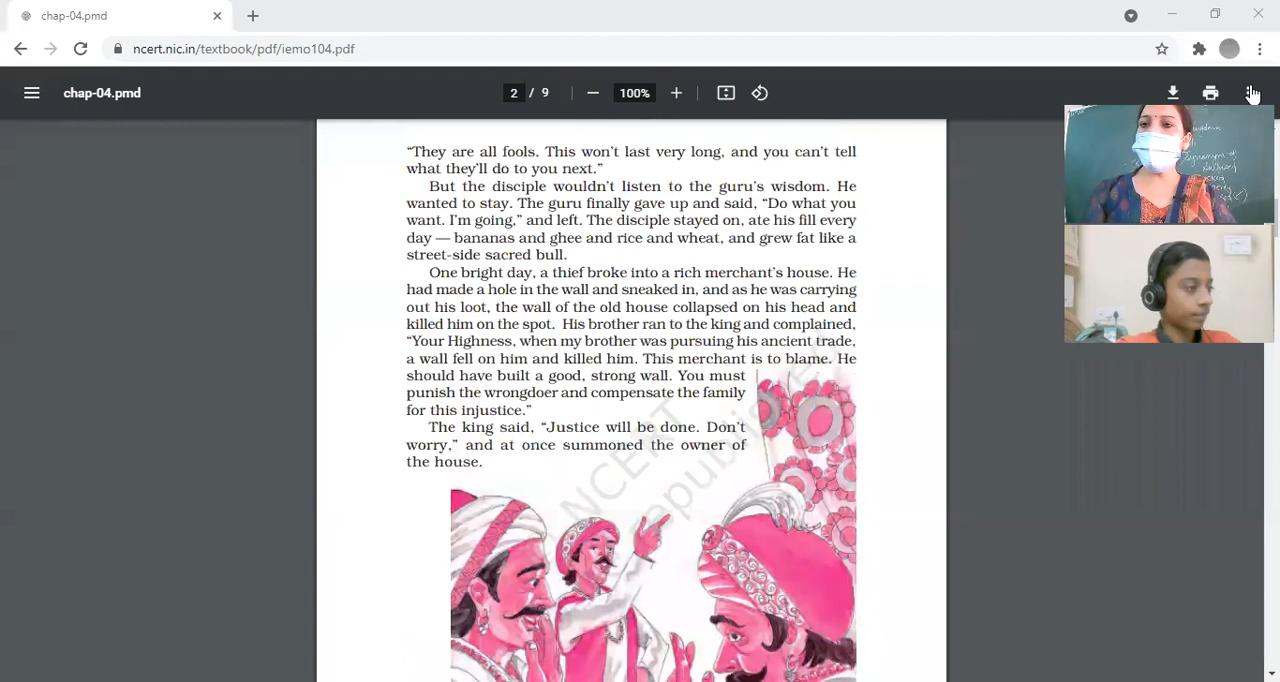 chap-04.pmd
ncert.nic.in/textbook/pdf/iemo104.pdf
chap-04.pmd
2 / 9
100%
“They are all fools. This won’t last very long, and you can’t tell
what they’ll do to you next.”
But the disciple wouldn’t listen to the guru’s wisdom. He
wanted to stay. The guru finally gave up and said, “Do what you
want. I’m going,” and left. The disciple stayed on, ate his fill every
day — bananas and ghee and rice and wheat, and grew fat like a
street-side sacred bull.
One bright day, a thief broke into a rich merchant’s house. He
had made a hole in the wall and sneaked in, and as he was carrying
out his loot, the wall of the old house collapsed on his head and
killed him on the spot. His brother ran to the king and complained,
“Your Highness, when my brother was pursuing his ancient trade,
a wall fell on him and killed him. This merchant is to blame. He
should have built a good, strong wall. You must
punish the wrongdoer and compensate the family
for this injustice.”
The king said, “Justice will be done. Don’t
worry,” and at once summoned the owner of
the house.
NCERT
republished